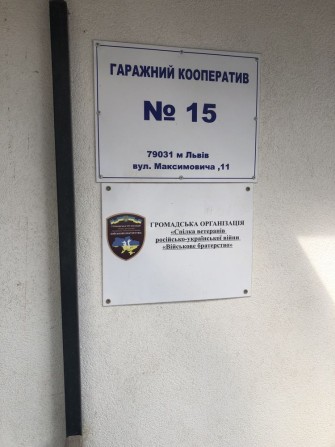 ГАРАЖНИЙ КООПЕРАТИВ
№ 15
79031 м Львів
вул. Максимовича ,11
ГРОМАДСЬКА ОРГАНІЗАЦІЯ
«Спілка ветеранів
російсько-української війни
«Військове братерство»